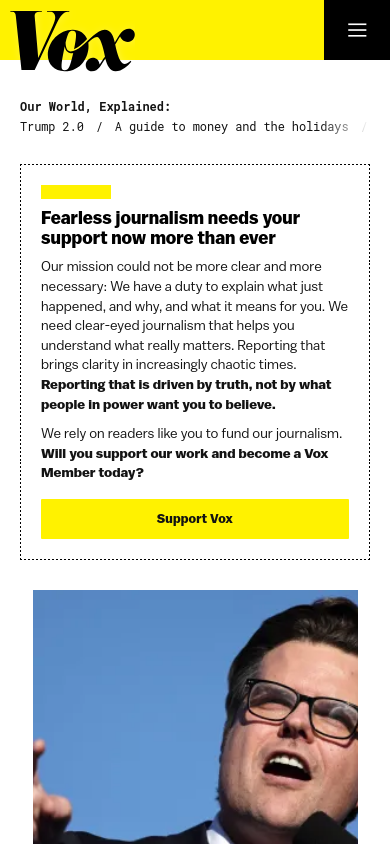 Vox
Our World, Explained:
Trump 2.0 / A guide to money and the holidays /
Fearless journalism needs your
support now more than ever
Our mission could not be more clear and more
necessary: We have a duty to explain what just
happened, and why, and what it means for you. We
need clear-eyed journalism that helps you
understand what really matters. Reporting that
brings clarity in increasingly chaotic times.
Reporting that is driven by truth, not by what
people in power want you to believe.
We rely on readers like you to fund our journalism.
Will you support our work and become a Vox
Member today?
Support Vox